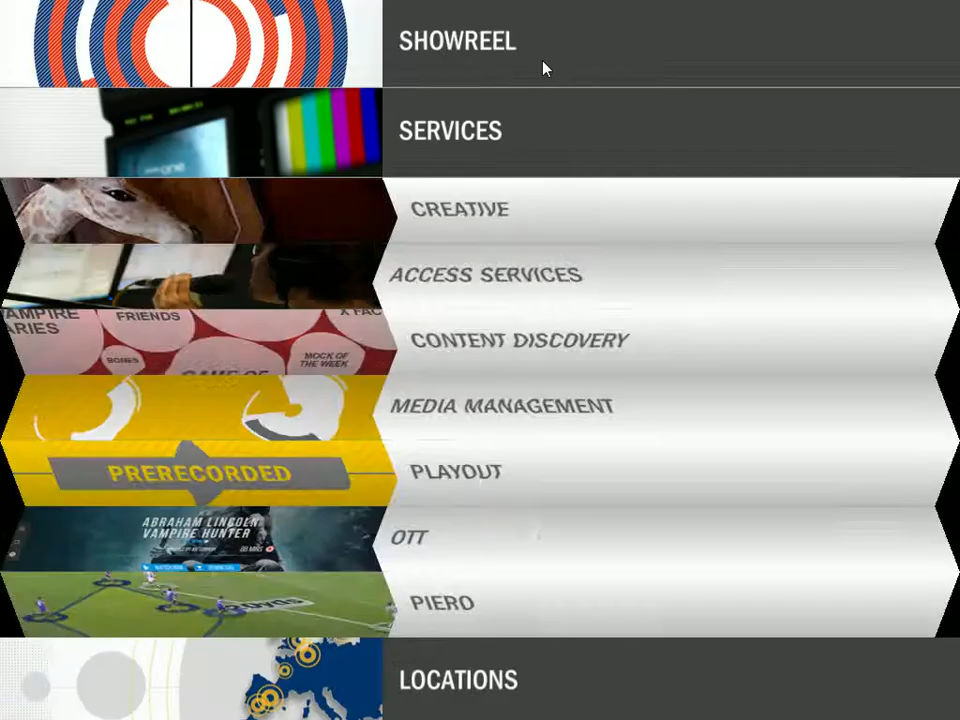 SHOWREEL
SERVICES
CREATIVE
ACCESS SERVICES
AMPIRE
ARIES
FRIENDS
X FAC
BONES
MOCK OF
THE WEEK
CONTENT DISCOVERY
MEDIA MANAGEMENT
PRERECORDED
PLAYOUT
ABRAHAM LINCOLN
VAMPIRE HUNTER
OTT
PIERO
LOCATIONS